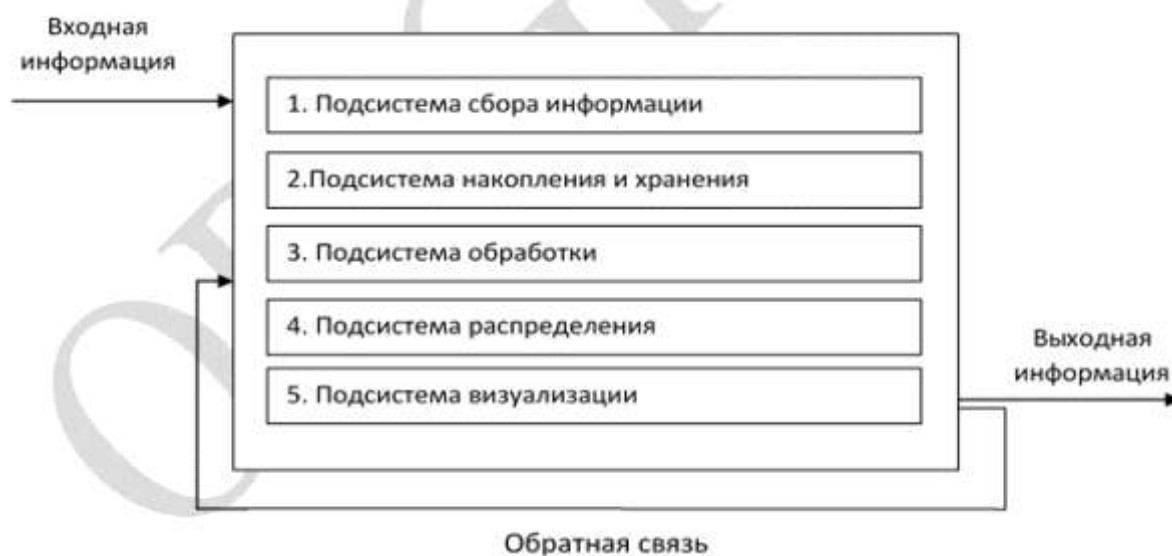 Входная
информация
1. Подсистема сбора информации
2.Подсистема накопления и хранения
3. Подсистема обработки
4. Подсистема распределения
5. Подсистема визуализации
Выходная
информация
Обратная связь